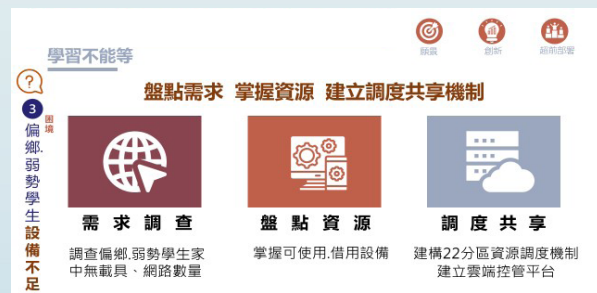 學習不能等
願景
創新
超前部署
?
3
困境
偏鄉.弱勢學生設備不足
盤點需求 掌握資源 建立調度共享機制
需求調查
調查偏鄉.弱勢學生家
中無載具、網路數量
盤點資源
掌握可使用.借用設備
調度共享
建構22分區資源調度機制
建立雲端控管平台